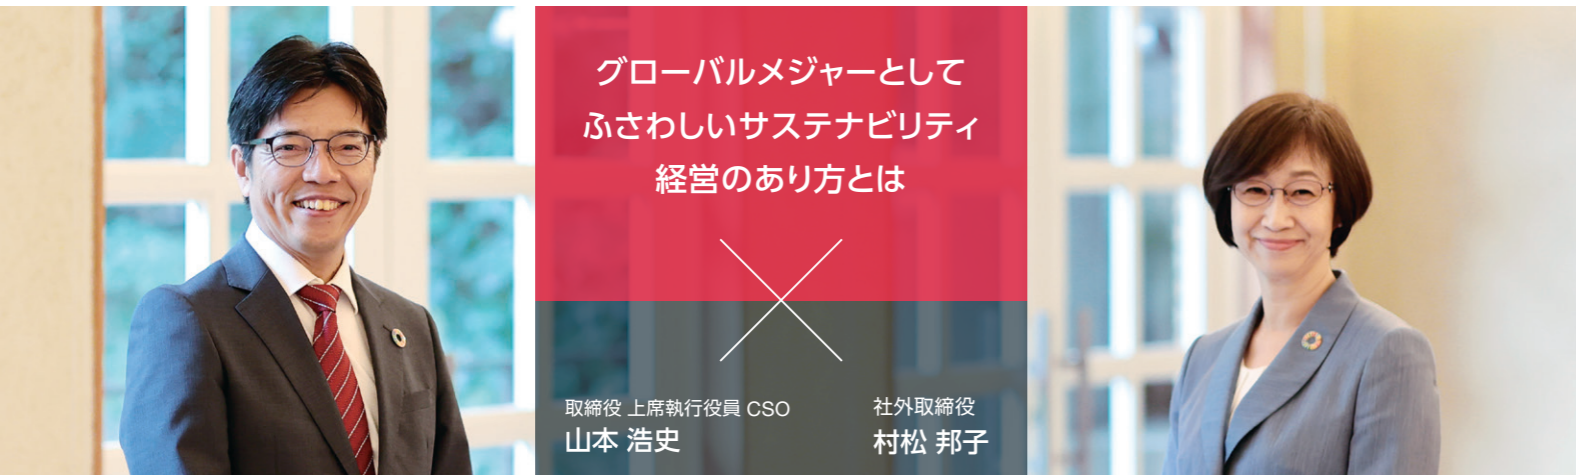 グローバルメジャーとして
ふさわしいサステナビリティ
経営のあり方とは
取締役 上席執行役員 CSO
山本 浩史
社外取締役
村松 邦子